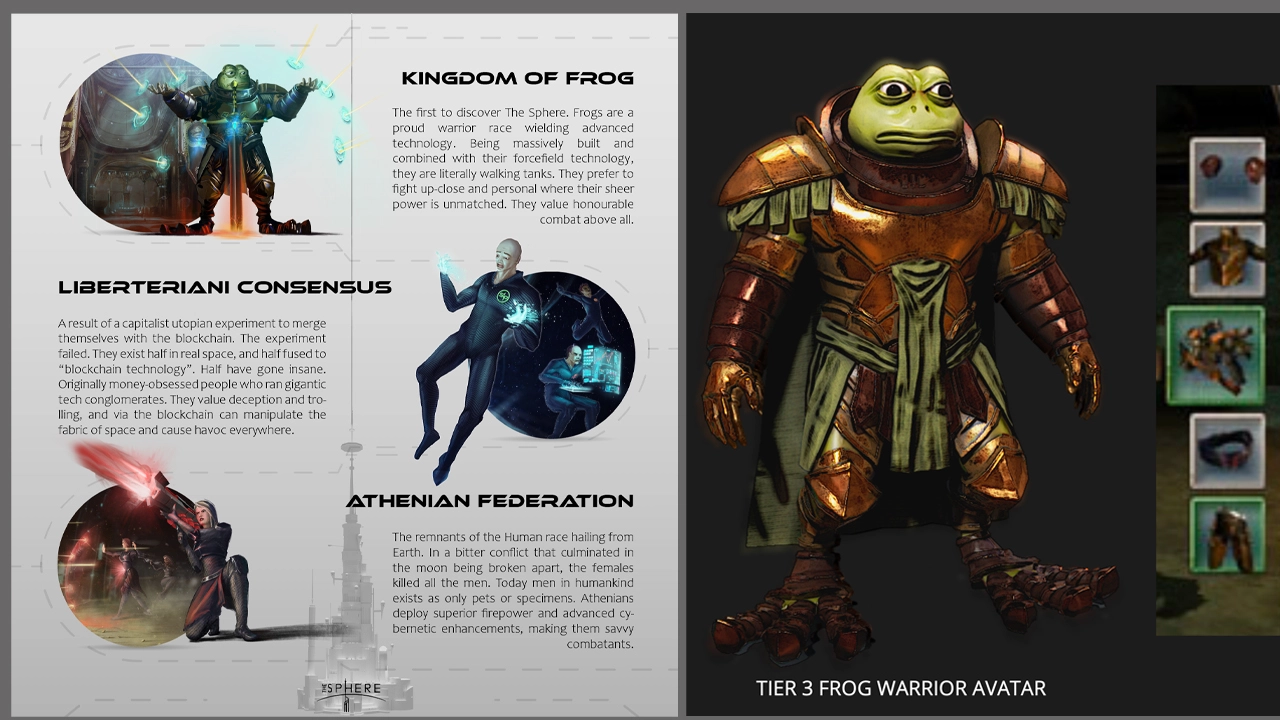 KINGDOM OF FROG
The first to discover The Sphere. Frogs are a
proud warrior race wielding advanced
technology. Being massively built and
combined with their forcefield technology,
they are literally walking tanks. They prefer to
fight up-close and personal where their sheer
power is unmatched. They value honourable
combat above all.
LIBERTERIANI CONSENSUS
A result of a capitalist utopian experiment to merge
themselves with the blockchain. The experiment
failed. They exist half in real space, and half fused to
“blockchain technology”. Half have gone insane.
Originally money-obsessed people who ran gigantic
tech conglomerates. They value deception and tro-
lling, and via the blockchain can manipulate the
fabric of space and cause havoc everywhere.
ATHENIAN FEDERATION
The remnants of the Human race hailing from
Earth. In a bitter conflict that culminated in
the moon being broken apart, the females
killed all the men. Today men in humankind
exists as only pets or specimens. Athenians
deploy superior firepower and advanced cy-
bernetic enhancements, making them savvy
combatants.
THE SPHERE
TIER 3 FROG WARRIOR AVATAR